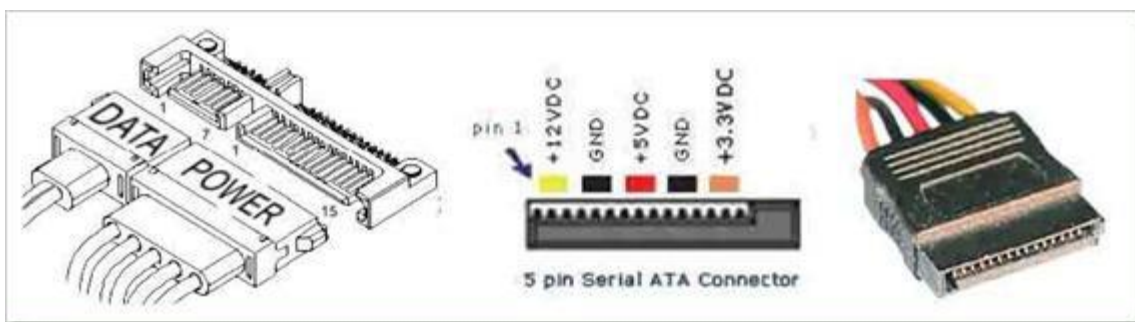 DATA
POWER
1
7
1
15
pin 1
+12VDC
GND
+5VDC
GND
+3.3VDC
5 pin Serial ATA Connector